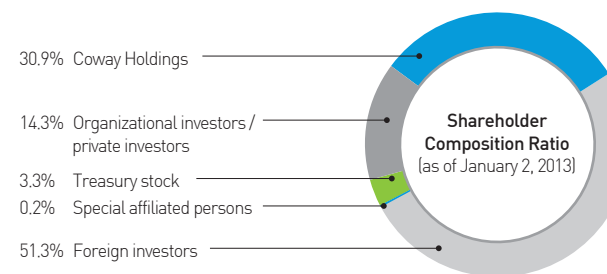 30.9% Coway Holdings
14.3% Organizational investors /
private investors
3.3% Treasury stock
0.2% Special affiliated persons
51.3% Foreign investors
Shareholder
Composition Ratio
(as of January 2, 2013)